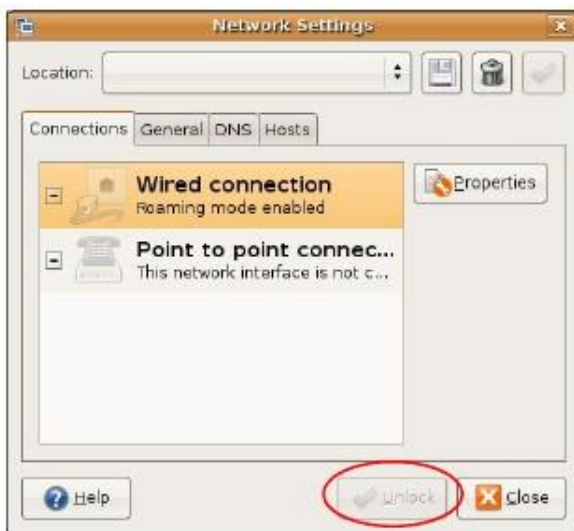 Network Settings
Location:
Connections General DNS Hosts
Wired connection
Roaming mode enabled
Properties
Point to point connec...
This network interface is not c...
Help Unlock Close